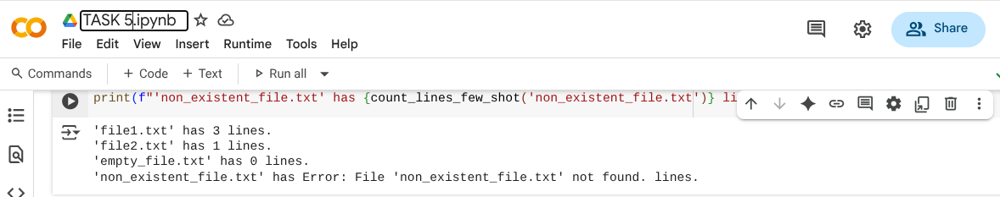 TASK 5.ipynb
File Edit View Insert Runtime Tools Help
Share
Commands + Code + Text Run all
print(f"'non_existent_file.txt' has {count_lines_few_shot('non_existent_file.txt')} li
'file1.txt' has 3 lines.
'file2.txt' has 1 lines.
'empty_file.txt' has 0 lines.
'non_existent_file.txt' has Error: File 'non_existent_file.txt' not found. lines.